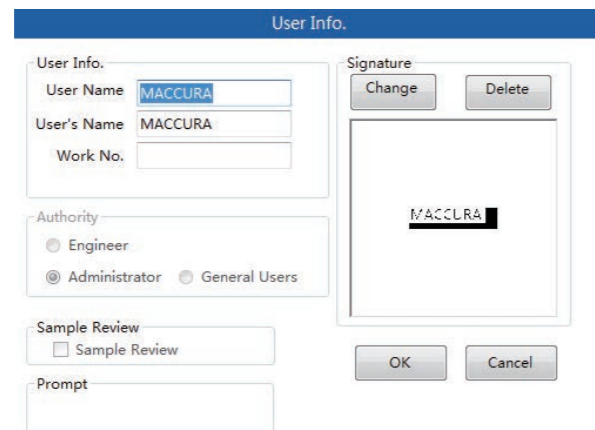 User Info.
User Info.
User Name MACCURA
User's Name MACCURA
Work No.
Authority
Engineer
Administrator General Users
Sample Review
Sample Review
Prompt
Signature
Change Delete
MACCURA
OK Cancel